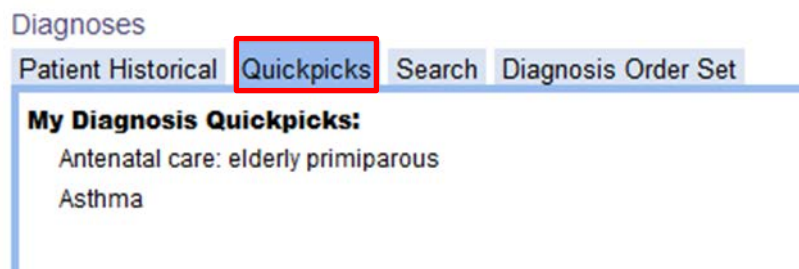 Diagnoses
Patient Historical Quickpicks Search Diagnosis Order Set
My Diagnosis Quickpicks:
Antenatal care: elderly primiparous
Asthma